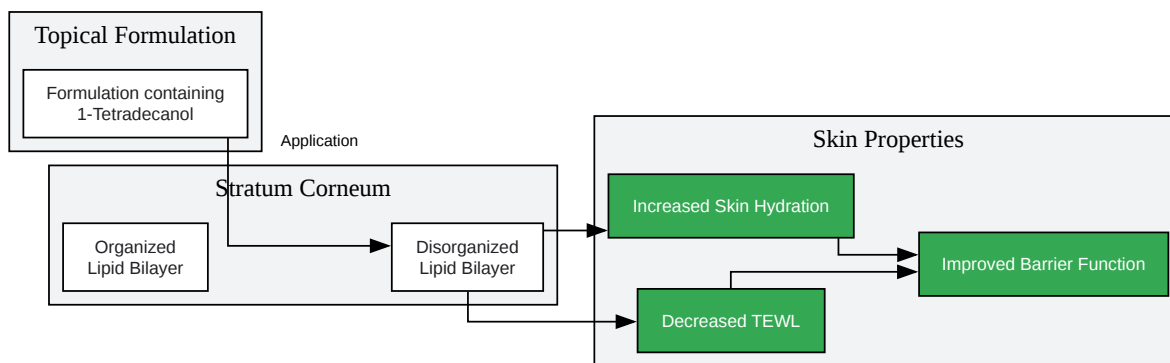 Topical Formulation
Formulation containing
1-Tetradecanol
Application
Stratum Corneum
Organized
Lipid Bilayer
Disorganized
Lipid Bilayer
Skin Properties
Increased Skin Hydration
Improved Barrier Function
Decreased TEWL